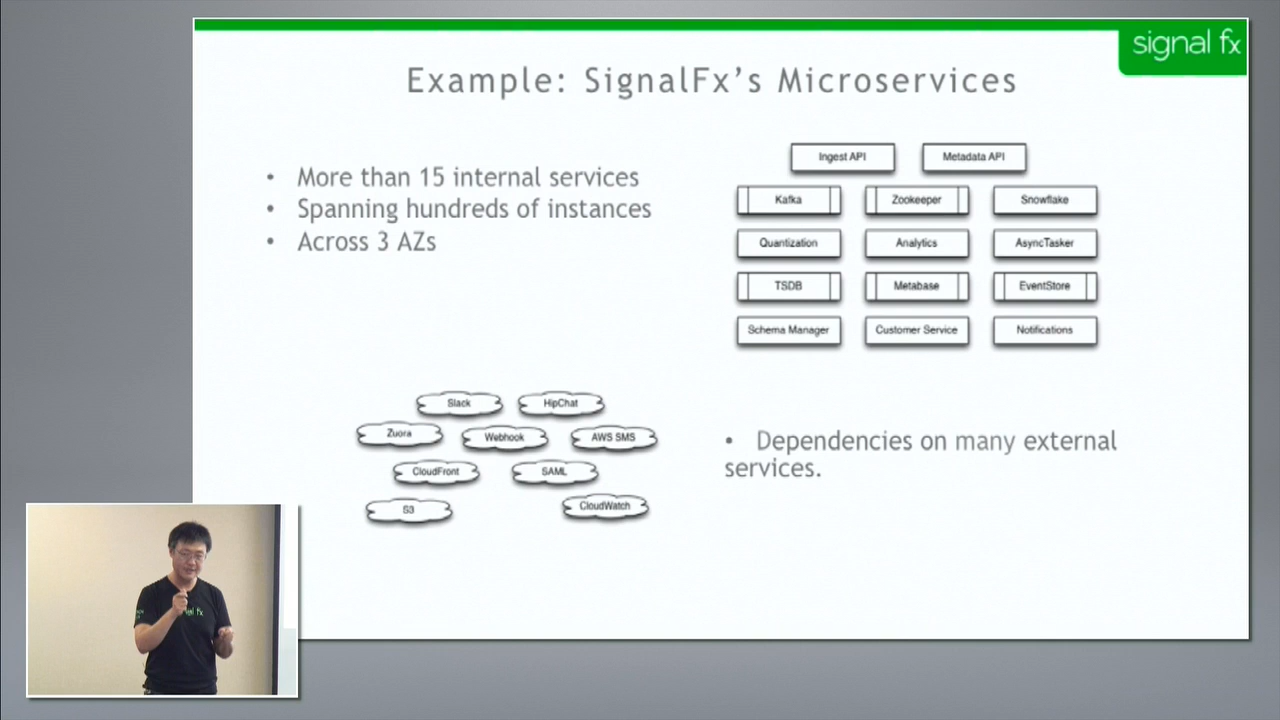 signal fx
Example: SignalFx's Microservices
• More than 15 internal services
• Spanning hundreds of instances
• Across 3 AZs
Ingest API Metadata API
Kafka Zookeeper Snowflake
Quantization Analytics AsyncTasker
TSDB Metabase EventStore
Schema Manager Customer Service Notifications
Slack HipChat
Zuora Webhook AWS SMS
CloudFront SAML
S3 CloudWatch
• Dependencies on many external
services.